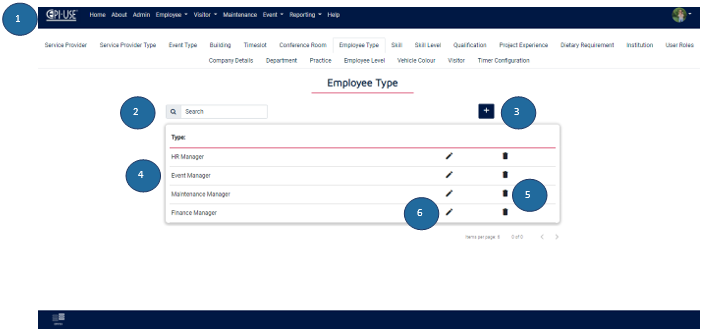 1
EPI-USE Home About Admin Employee Visitor Maintenance Event Reporting Help
Service Provider Service Provider Type Event Type Building Timeslot Conference Room Employee Type Skill Skill Level Qualification Project Experience Dietary Requirement Institution User Roles
Company Details Department Practice Employee Level Vehicle Colour Visitor Timer Configuration
Employee Type
2 Search + 3
Type:
HR Manager
4 Event Manager
Maintenance Manager 5
Finance Manager 6
Items per page 0 of 0